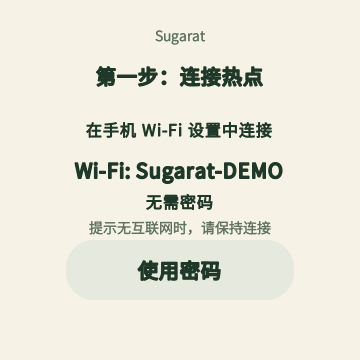 Sugarat
第一步：连接热点
在手机 Wi-Fi 设置中连接
Wi-Fi: Sugarat-DEMO
无需密码
提示无互联网时，请保持连接
使用密码